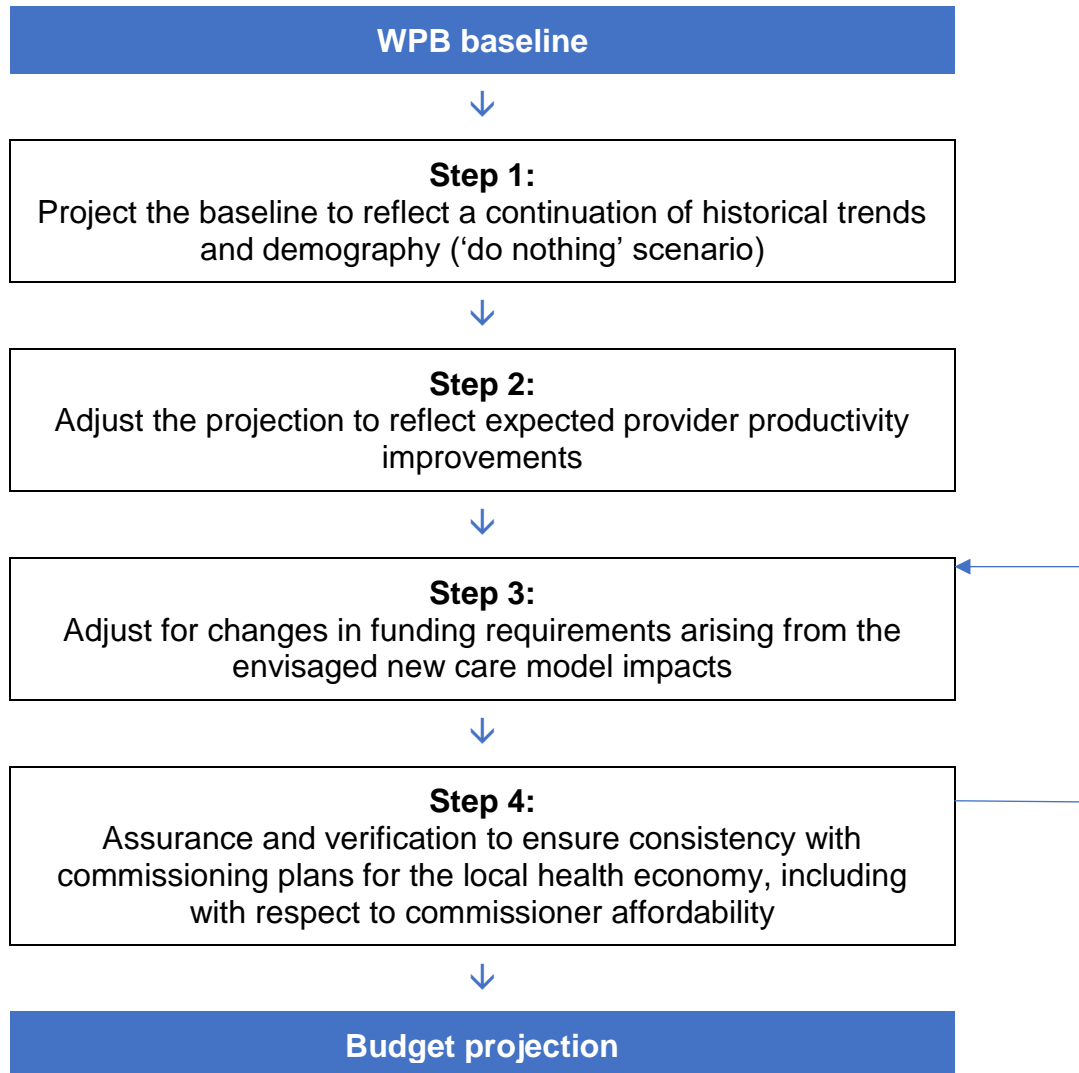 WPB baseline
Step 1:
Project the baseline to reflect a continuation of historical trends
and demography (‘do nothing’ scenario)
Step 2:
Adjust the projection to reflect expected provider productivity
improvements
Step 3:
Adjust for changes in funding requirements arising from the
envisaged new care model impacts
Step 4:
Assurance and verification to ensure consistency with
commissioning plans for the local health economy, including
with respect to commissioner affordability
Budget projection